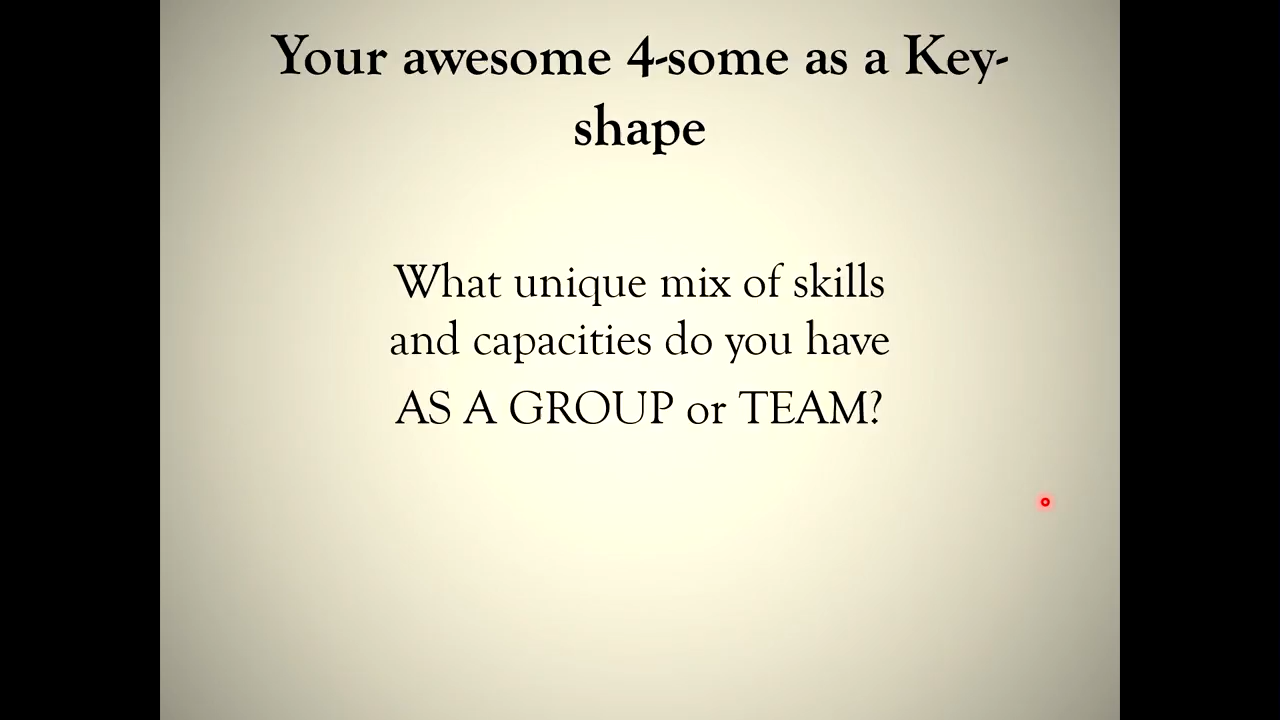 Your awesome 4-some as a Key-
shape
What unique mix of skills
and capacities do you have
AS A GROUP or TEAM?